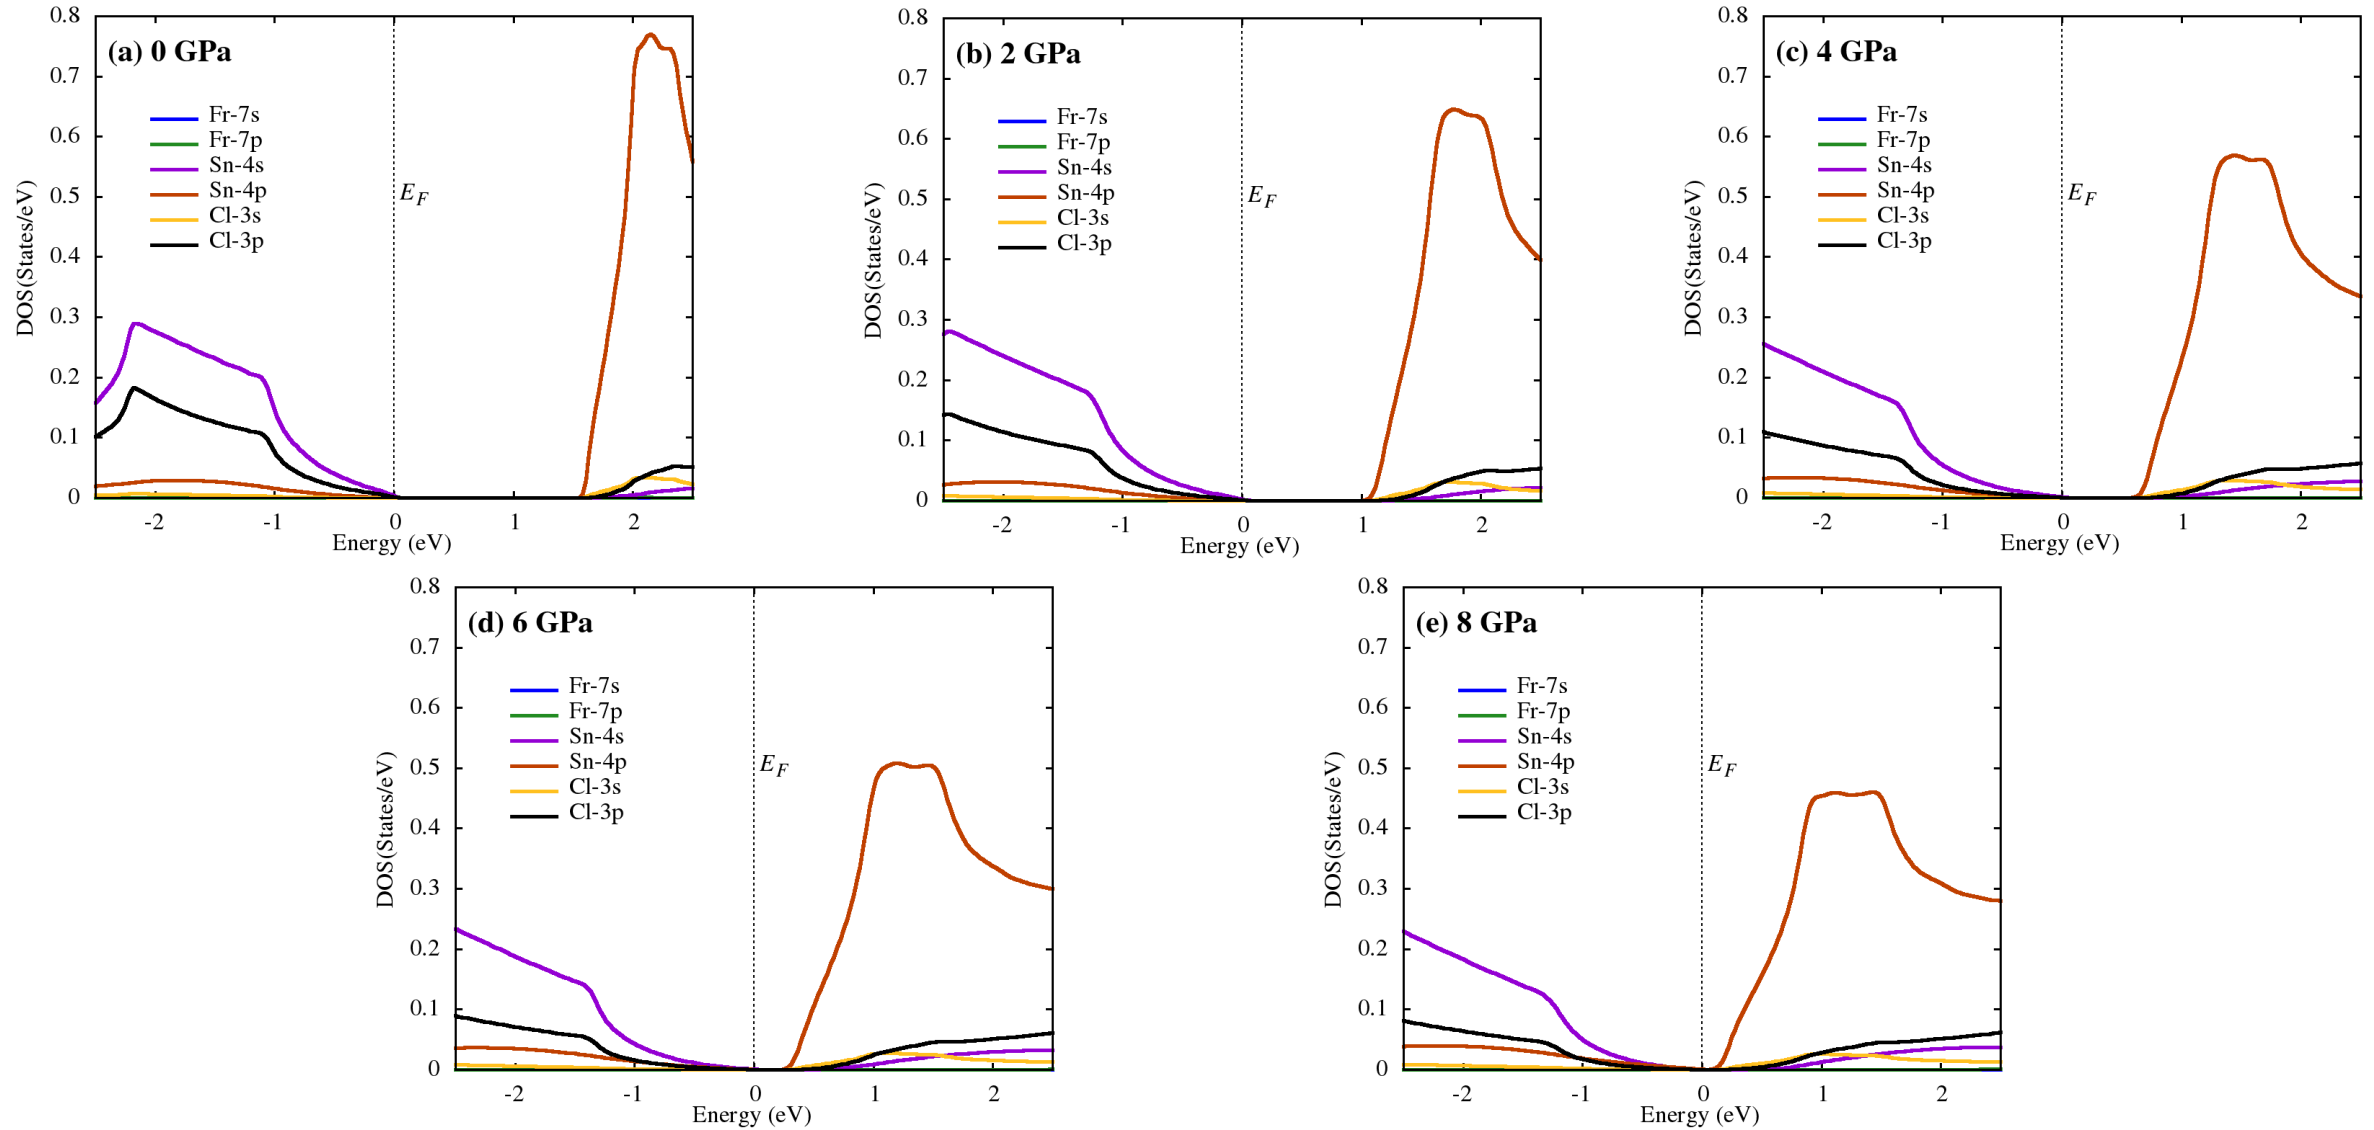 (a) 0 GPa
DOS(States/eV)
0.8
0.7
0.6
0.5
0.4
0.3
0.2
0.1
0
Fr-7s
Fr-7p
Sn-4s
Sn-4p
Cl-3s
Cl-3p
E_F
-2 -1 0 1 2
Energy (eV)
(b) 2 GPa
DOS(States/eV)
0.8
0.7
0.6
0.5
0.4
0.3
0.2
0.1
0
Fr-7s
Fr-7p
Sn-4s
Sn-4p
Cl-3s
Cl-3p
E_F
-2 -1 0 1 2
Energy (eV)
(c) 4 GPa
DOS(States/eV)
0.8
0.7
0.6
0.5
0.4
0.3
0.2
0.1
0
Fr-7s
Fr-7p
Sn-4s
Sn-4p
Cl-3s
Cl-3p
E_F
-2 -1 0 1 2
Energy (eV)
(d) 6 GPa
DOS(States/eV)
0.8
0.7
0.6
0.5
0.4
0.3
0.2
0.1
0
Fr-7s
Fr-7p
Sn-4s
Sn-4p
Cl-3s
Cl-3p
E_F
-2 -1 0 1 2
Energy (eV)
(e) 8 GPa
DOS(States/eV)
0.8
0.7
0.6
0.5
0.4
0.3
0.2
0.1
0
Fr-7s
Fr-7p
Sn-4s
Sn-4p
Cl-3s
Cl-3p
E_F
-2 -1 0 1 2
Energy (eV)